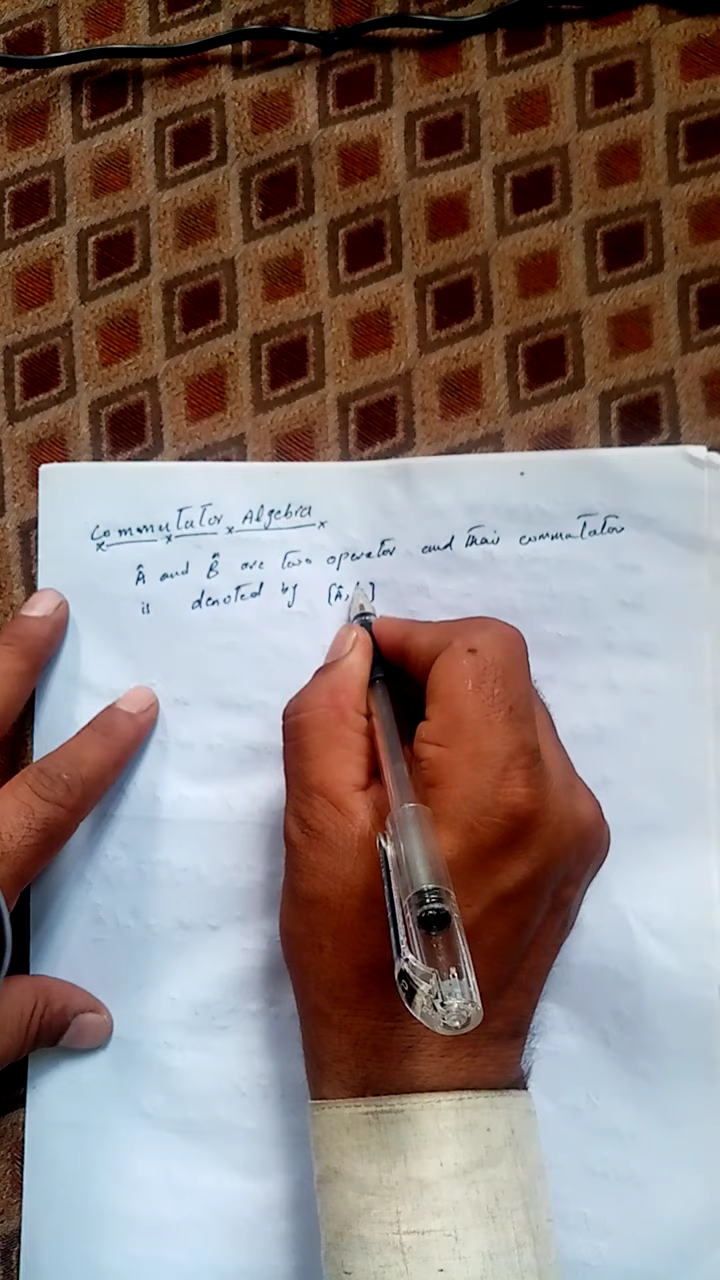 Commutator Algebra
Â and B̂ are two operator and their commutator
is denoted by [Â, ]